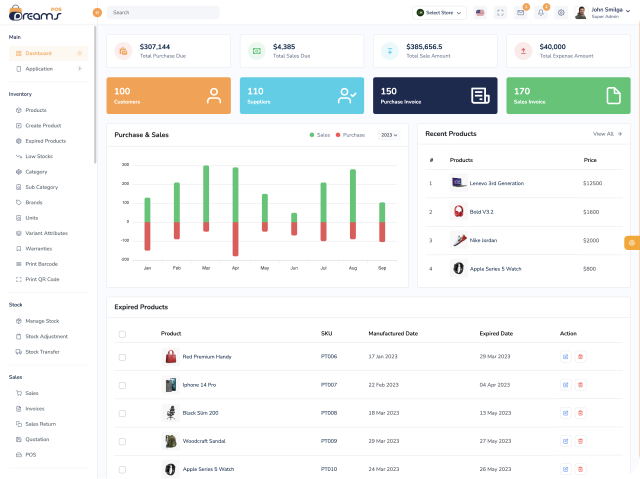 Dreams POS
Search
Select Store
John Smilga
Super Admin
Main
Dashboard
Application
Inventory
Products
Create Product
Expired Products
Low Stocks
Category
Sub Category
Brands
Units
Variant Attributes
Warranties
Print Barcode
Print QR Code
Stock
Manage Stock
Stock Adjustment
Stock Transfer
Sales
Sales
Invoices
Sales Return
Quotation
POS
$307,144
Total Purchase Due
$4,385
Total Sales Due
$385,656.5
Total Sale Amount
$40,000
Total Expense Amount
100
Customers
110
Suppliers
150
Purchase Invoice
170
Sales Invoice
Purchase & Sales
Sales Purchase 2023
300
200
100
0
-100
-200
Jan Feb Mar Apr May Jun Jul Aug Sep
Recent Products
View All
# Products Price
1 Lenevo 3rd Generation $12500
2 Bold V3.2 $1600
3 Nike Jordan $2000
4 Apple Series 5 Watch $800
Expired Products
Product SKU Manufactured Date Expired Date Action
Red Premium Handy PT006 17 Jan 2023 29 Mar 2023
Iphone 14 Pro PT007 22 Feb 2023 04 Apr 2023
Black Slim 200 PT008 18 Mar 2023 13 May 2023
Woodcraft Sandal PT009 29 Mar 2023 27 May 2023
Apple Series 5 Watch PT010 24 Mar 2023 26 May 2023